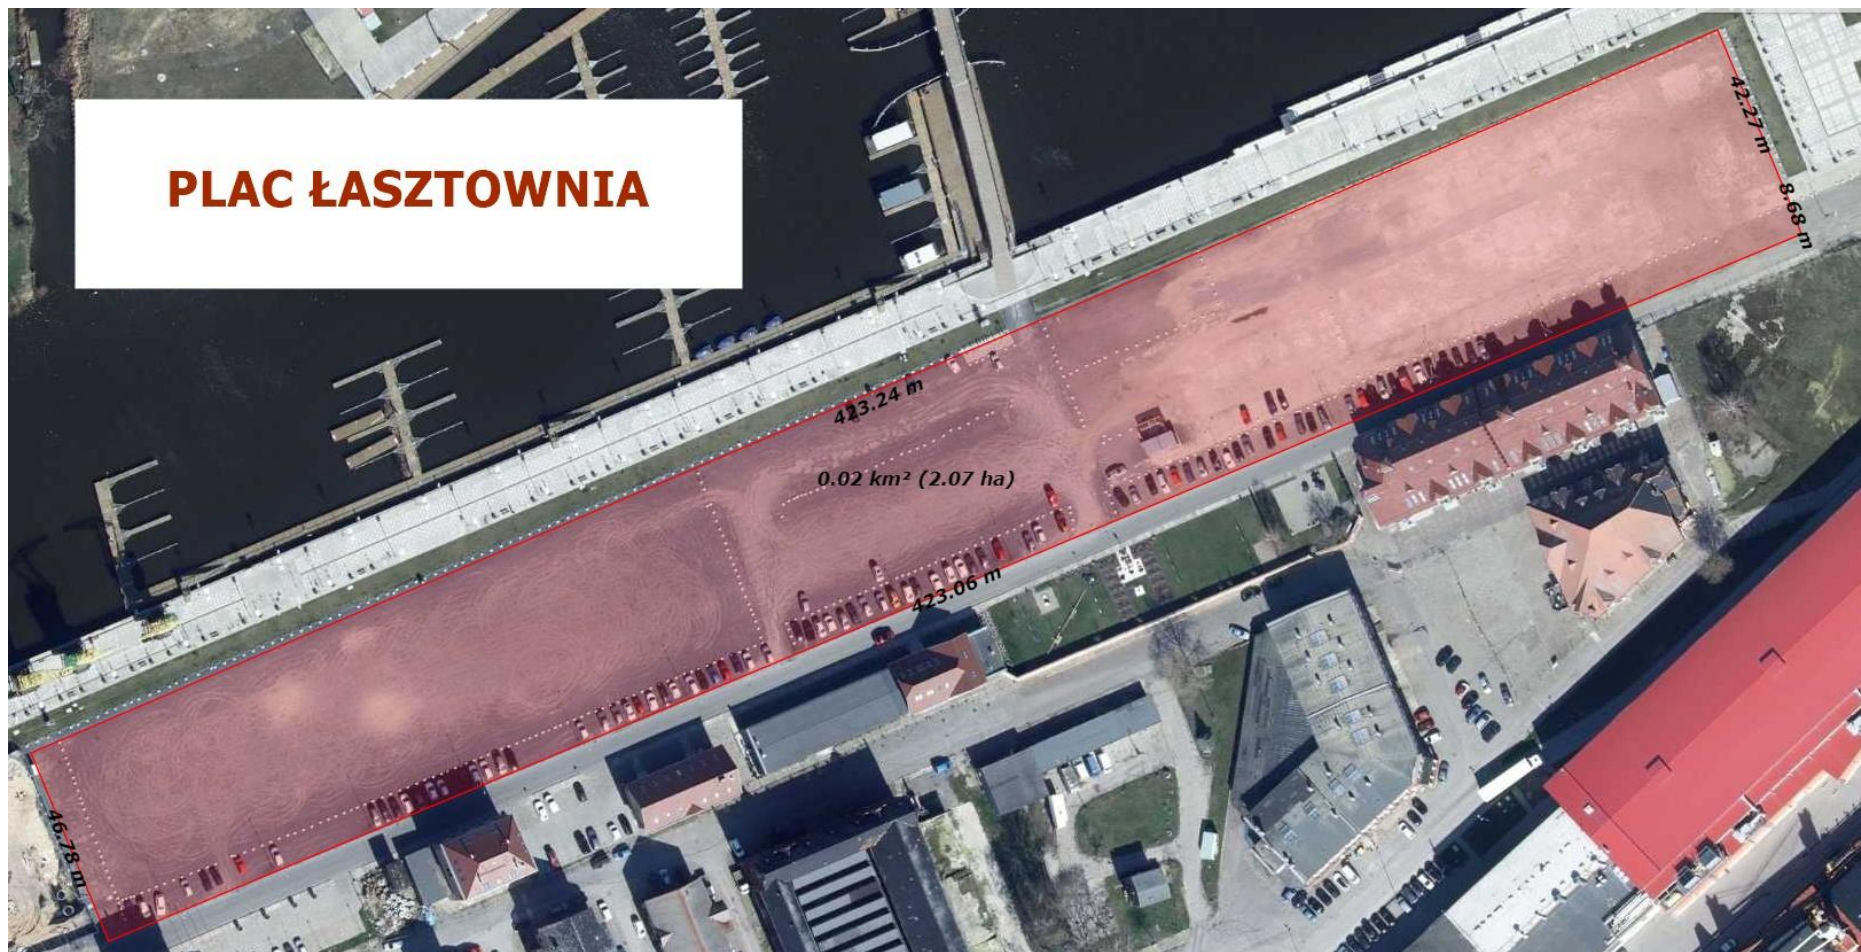 PLAC ŁASZTOWNIA
42.27 m
8.68 m
423.24 m
0.02 km² (2.07 ha)
423.06 m
46.78 m